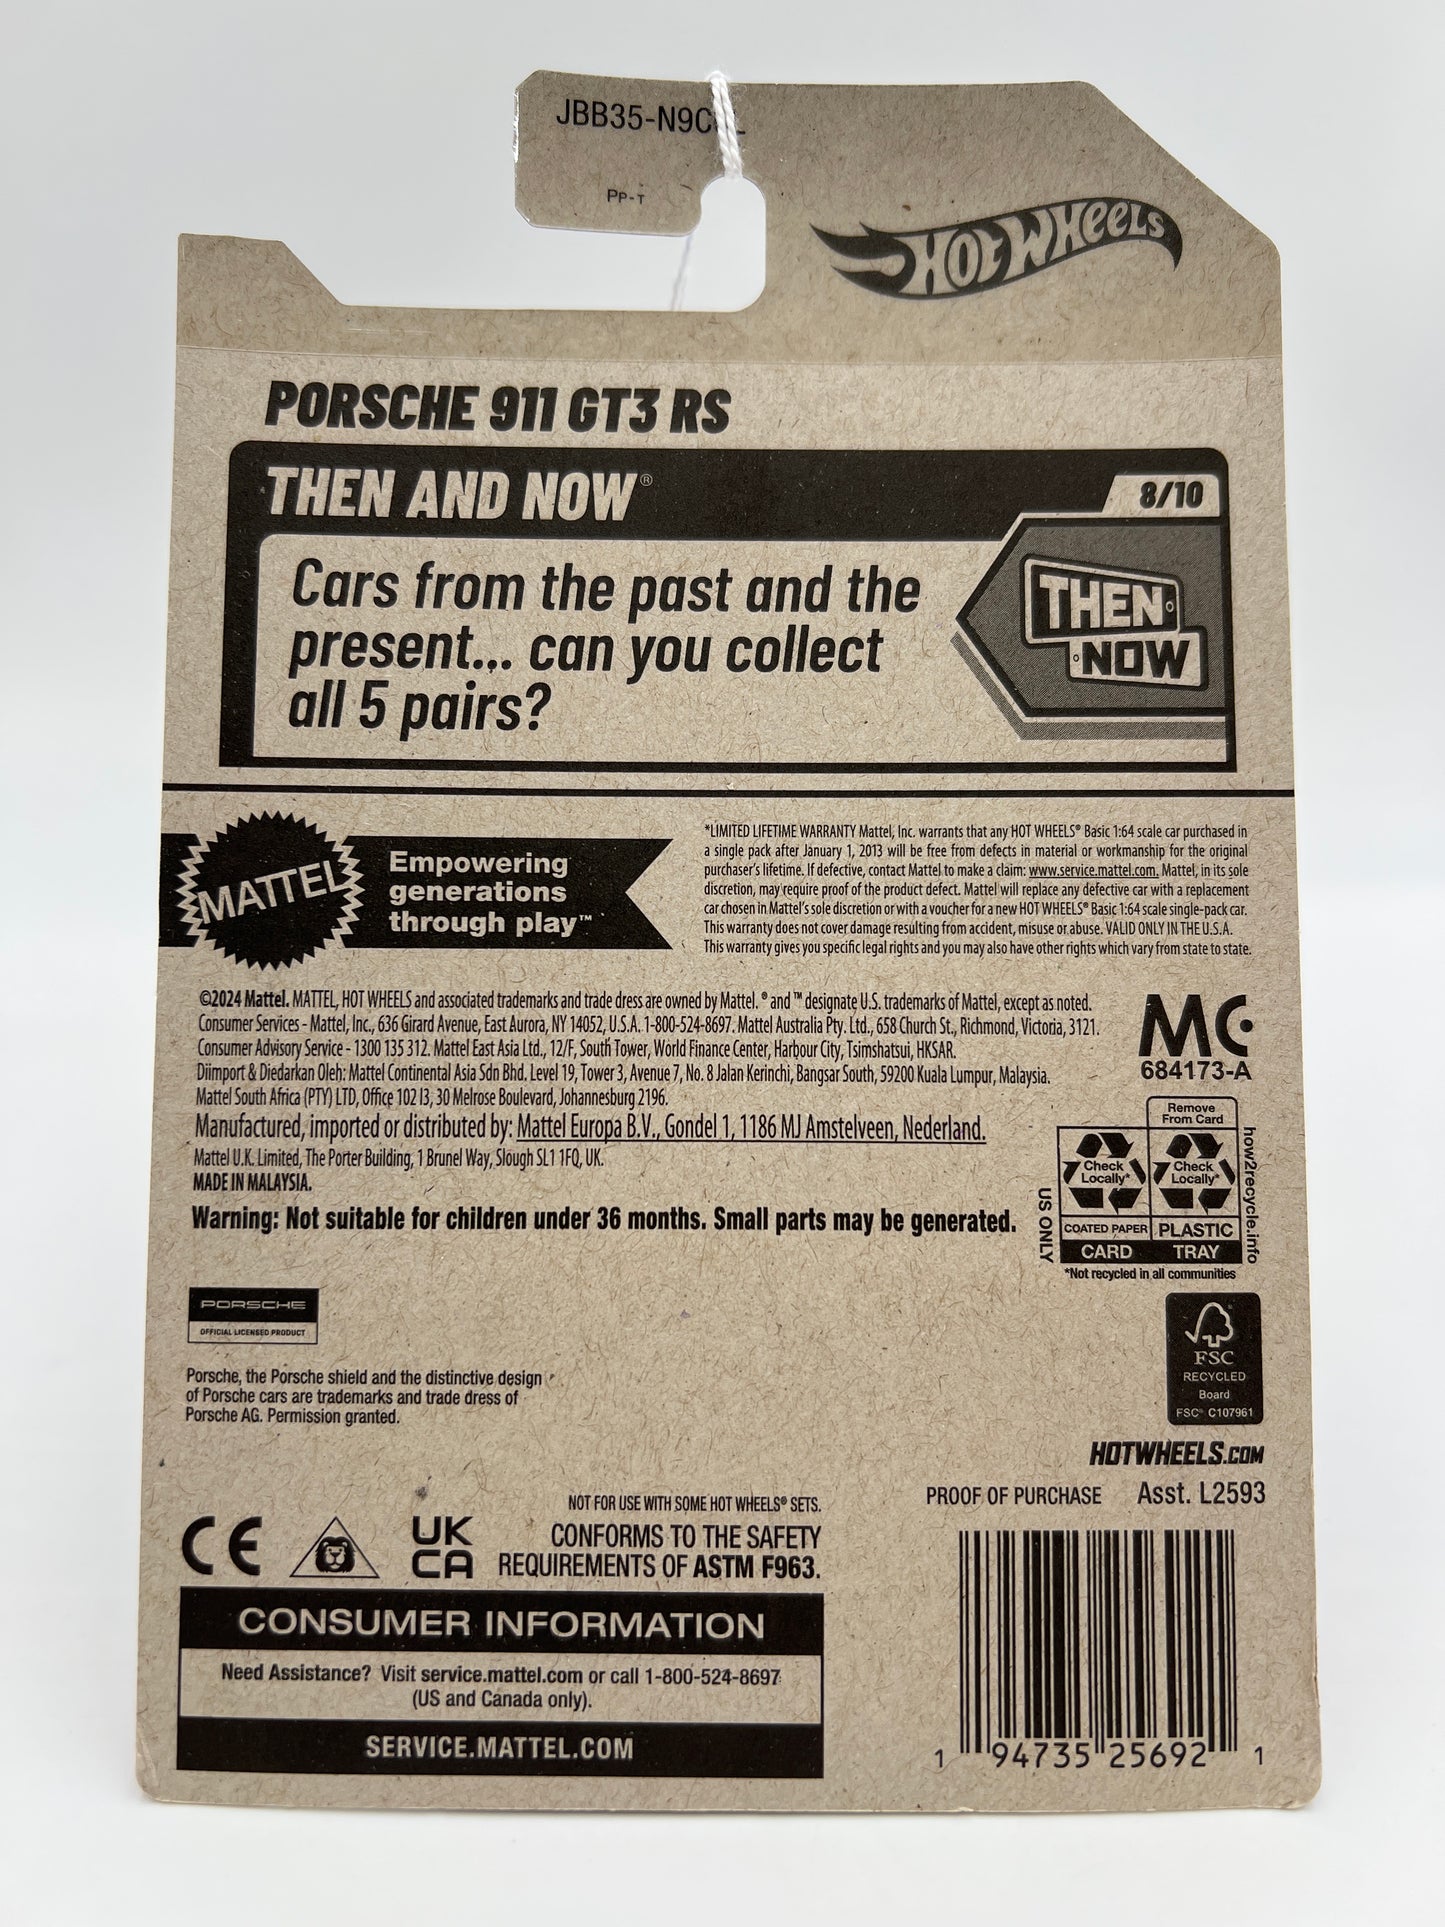 JBB35-N9C
PP-T
HOT WHEELS
PORSCHE 911 GT3 RS
THEN AND NOW®
8/10
Cars from the past and the
present... can you collect
all 5 pairs?
THEN
NOW
MATTEL
Empowering
generations
through play™
*LIMITED LIFETIME WARRANTY Mattel, Inc. warrants that any HOT WHEELS® Basic 1:64 scale car purchased in
a single pack after January 1, 2013 will be free from defects in material or workmanship for the original
purchaser's lifetime. If defective, contact Mattel to make a claim: www.service.mattel.com. Mattel, in its sole
discretion, may require proof of the product defect. Mattel will replace any defective car with a replacement
car chosen in Mattel's sole discretion or with a voucher for a new HOT WHEELS® Basic 1:64 scale single-pack car.
This warranty does not cover damage resulting from accident, misuse or abuse. VALID ONLY IN THE U.S.A.
This warranty gives you specific legal rights and you may also have other rights which vary from state to state.
©2024 Mattel. MATTEL, HOT WHEELS and associated trademarks and trade dress are owned by Mattel. ® and ™ designate U.S. trademarks of Mattel, except as noted.
Consumer Services - Mattel, Inc., 636 Girard Avenue, East Aurora, NY 14052, U.S.A. 1-800-524-8697. Mattel Australia Pty. Ltd., 658 Church St., Richmond, Victoria, 3121.
Consumer Advisory Service - 1300 135 312. Mattel East Asia Ltd., 12/F, South Tower, World Finance Center, Harbour City, Tsimshatsui, HKSAR.
Diimport & Diedarkan Oleh: Mattel Continental Asia Sdn Bhd. Level 19, Tower 3, Avenue 7, No. 8 Jalan Kerinchi, Bangsar South, 59200 Kuala Lumpur, Malaysia.
Mattel South Africa (PTY) LTD, Office 102 I3, 30 Melrose Boulevard, Johannesburg 2196.
Manufactured, imported or distributed by: Mattel Europa B.V., Gondel 1, 1186 MJ Amstelveen, Nederland.
Mattel U.K. Limited, The Porter Building, 1 Brunel Way, Slough SL1 1FQ, UK.
MADE IN MALAYSIA.
Warning: Not suitable for children under 36 months. Small parts may be generated.
MC
684173-A
Remove
From Card
Check
Locally*
Check
Locally*
COATED PAPER
PLASTIC
CARD
TRAY
US ONLY
how2recycle.info
*Not recycled in all communities
PORSCHE
OFFICIAL LICENSED PRODUCT
Porsche, the Porsche shield and the distinctive design
of Porsche cars are trademarks and trade dress of
Porsche AG. Permission granted.
FSC
RECYCLED
Board
FSC® C107961
HOTWHEELS.COM
PROOF OF PURCHASE Asst. L2593
NOT FOR USE WITH SOME HOT WHEELS® SETS.
CE
UK
CA
CONFORMS TO THE SAFETY
REQUIREMENTS OF ASTM F963.
CONSUMER INFORMATION
Need Assistance? Visit service.mattel.com or call 1-800-524-8697
(US and Canada only).
SERVICE.MATTEL.COM
1 94735 25692 1